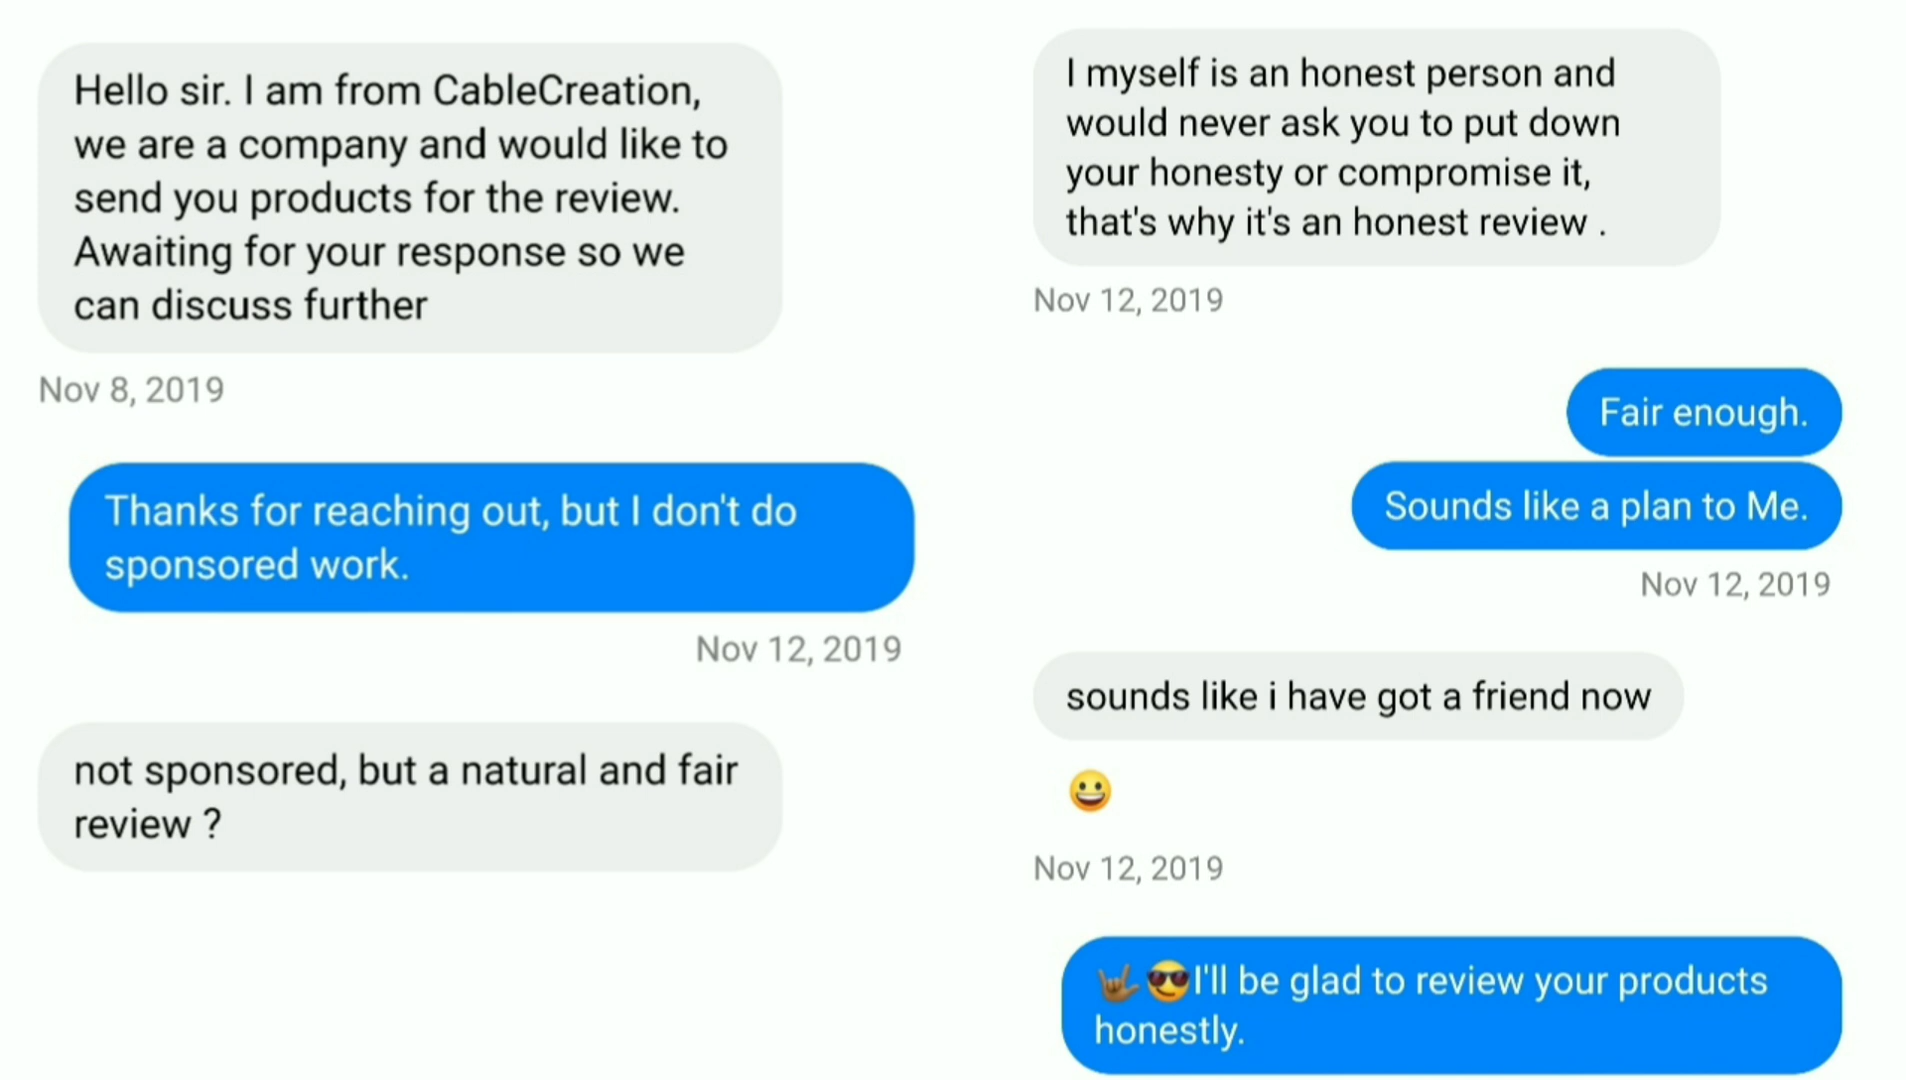 Hello sir. I am from CableCreation,
we are a company and would like to
send you products for the review.
Awaiting for your response so we
can discuss further
Nov 8, 2019
Thanks for reaching out, but I don't do
sponsored work.
Nov 12, 2019
not sponsored, but a natural and fair
review ?
I myself is an honest person and
would never ask you to put down
your honesty or compromise it,
that's why it's an honest review .
Nov 12, 2019
Fair enough.
Sounds like a plan to Me.
Nov 12, 2019
sounds like i have got a friend now
😀
Nov 12, 2019
🤟🏾😎I'll be glad to review your products
honestly.